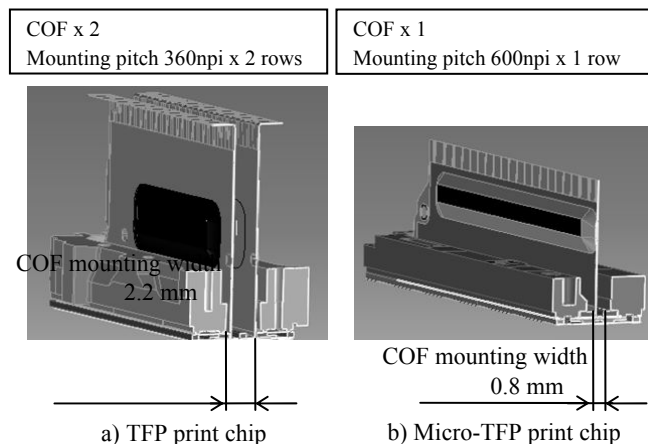 COF x 2
Mounting pitch 360npi x 2 rows
COF x 1
Mounting pitch 600npi x 1 row
COF mounting width
2.2 mm
COF mounting width
0.8 mm
a) TFP print chip
b) Micro-TFP print chip